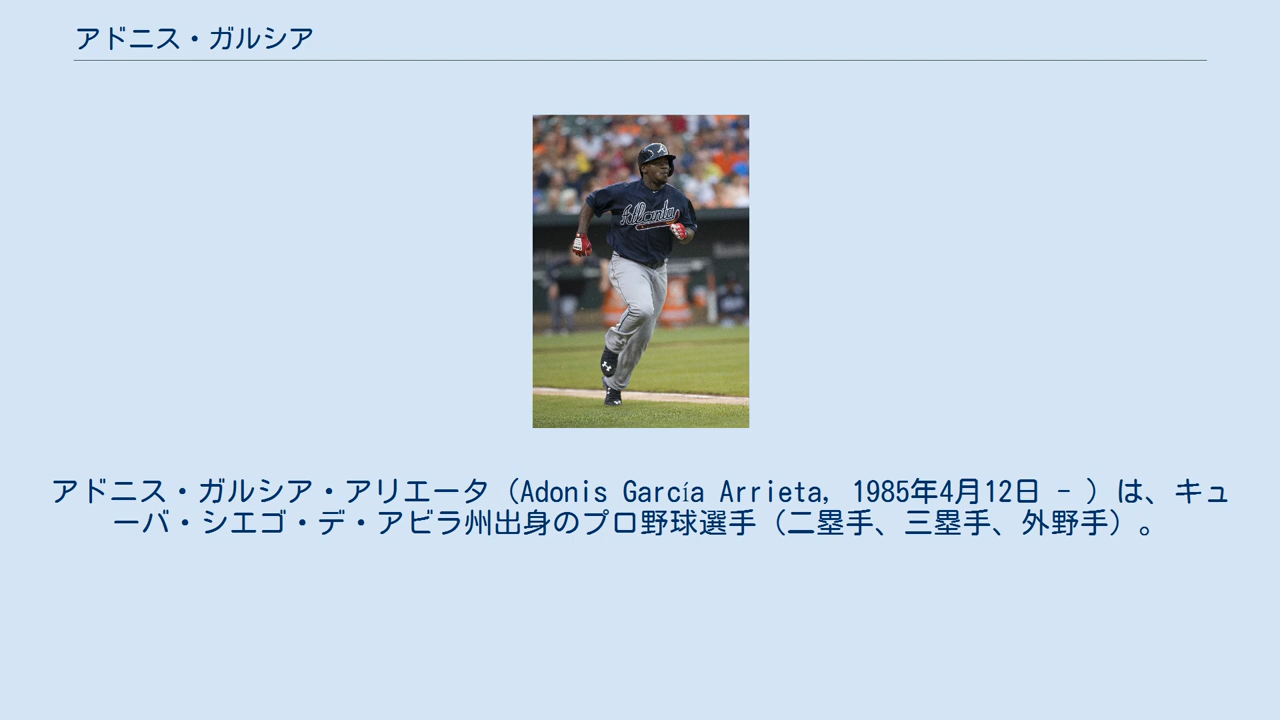 アドニス・ガルシア
Atlanta
アドニス・ガルシア・アリエータ（Adonis García Arrieta, 1985年4月12日 - ）は、キュ
ーバ・シエゴ・デ・アビラ州出身のプロ野球選手（二塁手、三塁手、外野手）。